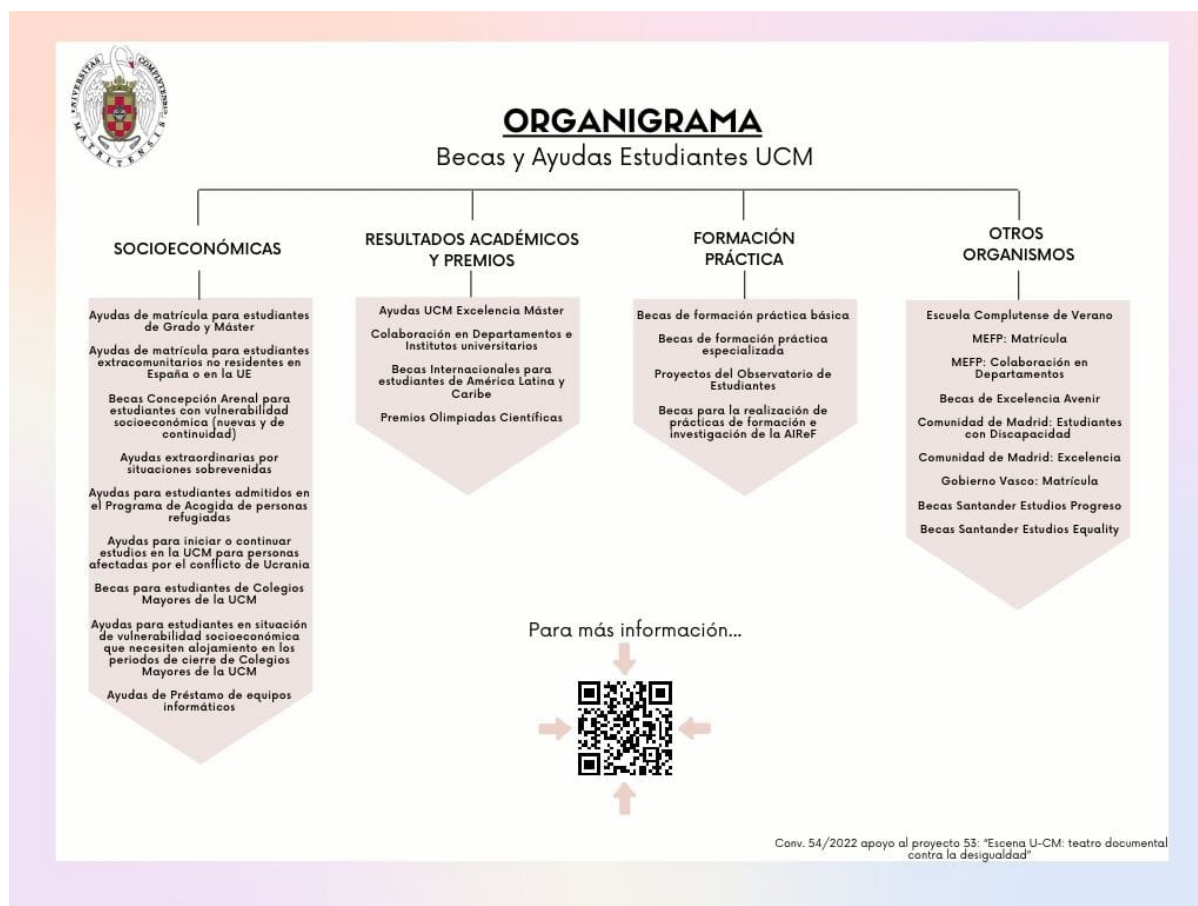 UNIVERSITAS COMPLUTENSIS
MATRITENSIS
ORGANIGRAMA
Becas y Ayudas Estudiantes UCM
SOCIOECONÓMICAS
Ayudas de matrícula para estudiantes
de Grado y Máster
Ayudas de matrícula para estudiantes
extracomunitarios no residentes en
España o en la UE
Becas Concepción Arenal para
estudiantes con vulnerabilidad
socioeconómica (nuevas y de
continuidad)
Ayudas extraordinarias por
situaciones sobrevenidas
Ayudas para estudiantes admitidos en
el Programa de Acogida de personas
refugiadas
Ayudas para iniciar o continuar
estudios en la UCM para personas
afectadas por el conflicto de Ucrania
Becas para estudiantes de Colegios
Mayores de la UCM
Ayudas para estudiantes en situación
de vulnerabilidad socioeconómica
que necesiten alojamiento en los
periodos de cierre de Colegios
Mayores de la UCM
Ayudas de Préstamo de equipos
informáticos
RESULTADOS ACADÉMICOS
Y PREMIOS
Ayudas UCM Excelencia Máster
Colaboración en Departamentos e
Institutos universitarios
Becas Internacionales para
estudiantes de América Latina y
Caribe
Premios Olimpiadas Científicas
FORMACIÓN
PRÁCTICA
Becas de formación práctica básica
Becas de formación práctica
especializada
Proyectos del Observatorio de
Estudiantes
Becas para la realización de
prácticas de formación e
investigación de la AIReF
OTROS
ORGANISMOS
Escuela Complutense de Verano
MEFP: Matrícula
MEFP: Colaboración en
Departamentos
Becas de Excelencia Avenir
Comunidad de Madrid: Estudiantes
con Discapacidad
Comunidad de Madrid: Excelencia
Gobierno Vasco: Matrícula
Becas Santander Estudios Progreso
Becas Santander Estudios Equality
Para más información...
Conv. 54/2022 apoyo al proyecto 53: "Escena U-CM: teatro documental
contra la desigualdad"